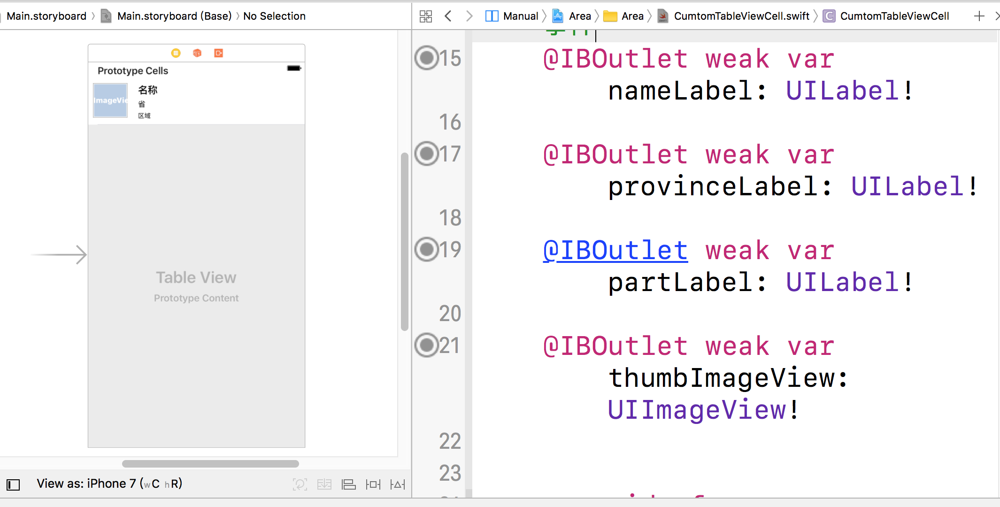 Main.storyboard › Main.storyboard (Base) › No Selection
Prototype Cells
ImageVie
名称
省
区域
Table View
Prototype Content
View as: iPhone 7 (wC hR)
Manual › Area › Area › CumtomTableViewCell.swift › C CumtomTableViewCell
15 @IBOutlet weak var
nameLabel: UILabel!
16
17 @IBOutlet weak var
provinceLabel: UILabel!
18
19 @IBOutlet weak var
partLabel: UILabel!
20
21 @IBOutlet weak var
thumbImageView:
UIImageView!
22
23